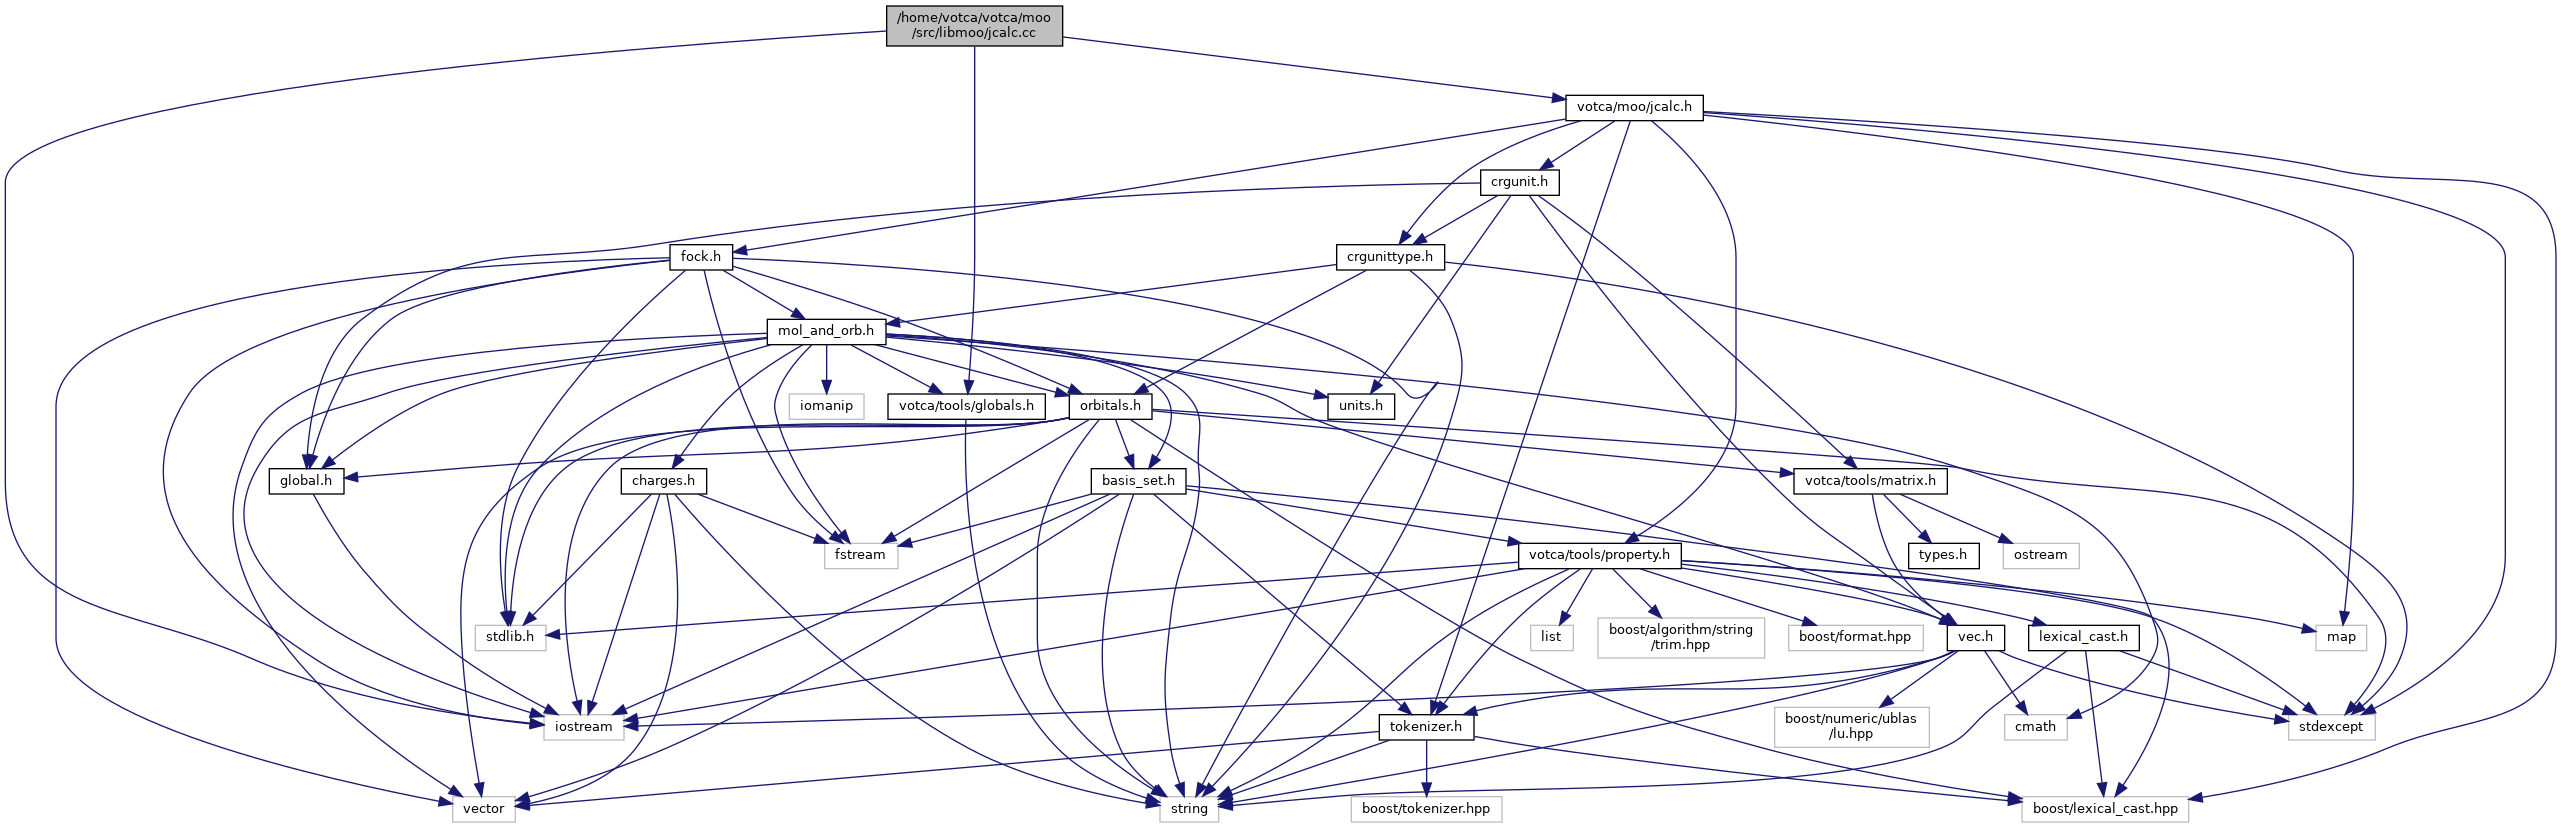 /home/votca/votca/moo
/src/libmoo/jcalc.cc
votca/moo/jcalc.h
crgunit.h
fock.h
crgunittype.h
mol_and_orb.h
iomanip
votca/tools/globals.h
orbitals.h
units.h
global.h
charges.h
basis_set.h
votca/tools/matrix.h
fstream
votca/tools/property.h
types.h
ostream
stdlib.h
list
boost/algorithm/string
/trim.hpp
boost/format.hpp
vec.h
lexical_cast.h
map
iostream
tokenizer.h
boost/numeric/ublas
/lu.hpp
cmath
stdexcept
vector
string
boost/tokenizer.hpp
boost/lexical_cast.hpp